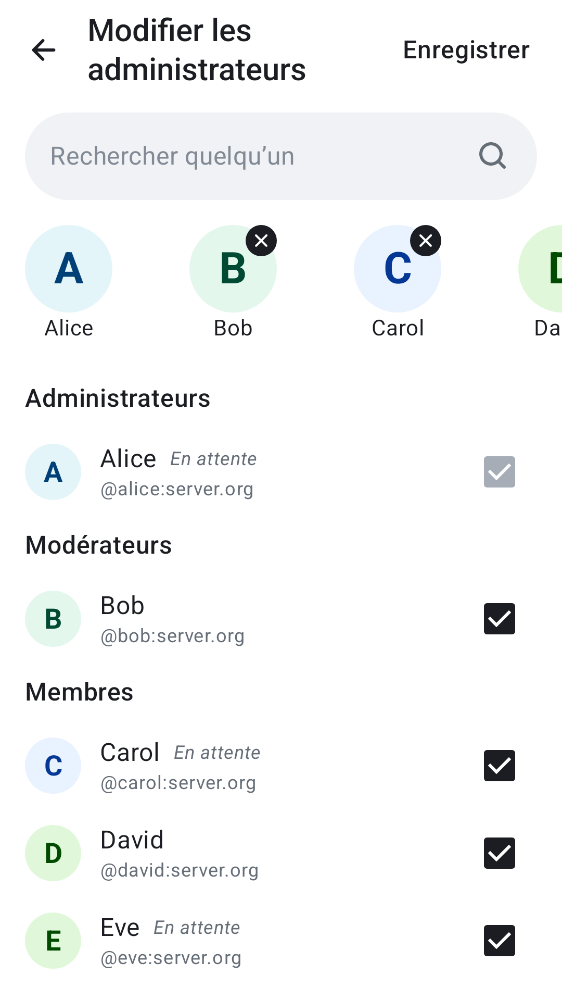 Modifier les
administrateurs
Enregistrer
Rechercher quelqu’un
A
B
C
D
Alice
Bob
Carol
Da
Administrateurs
A
Alice En attente
@alice:server.org
Modérateurs
B
Bob
@bob:server.org
Membres
C
Carol En attente
@carol:server.org
D
David
@david:server.org
E
Eve En attente
@eve:server.org